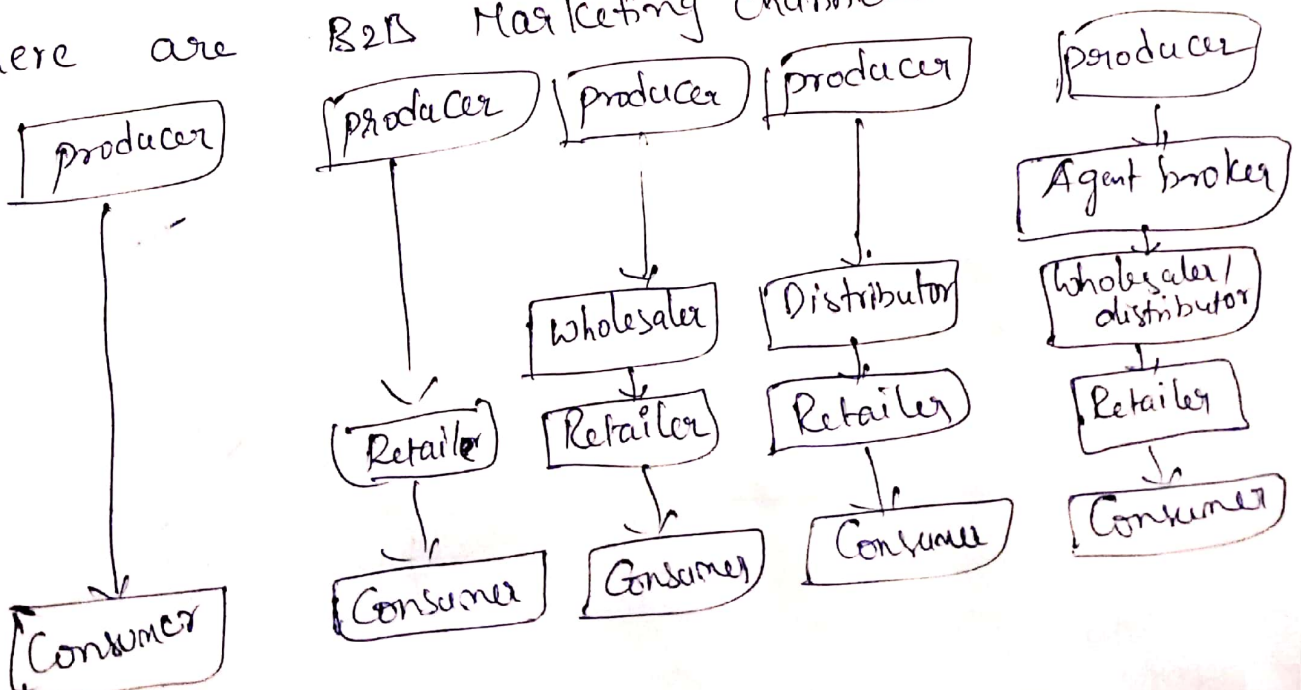 are B2B Marketing
Producer
Consumer
Producer
Retailer
Consumer
Producer
Wholesaler
Retailer
Consumer
Producer
Distributor
Retailer
Consumer
Producer
Agent broker
Wholesaler/
distributor
Retailer
Consumer